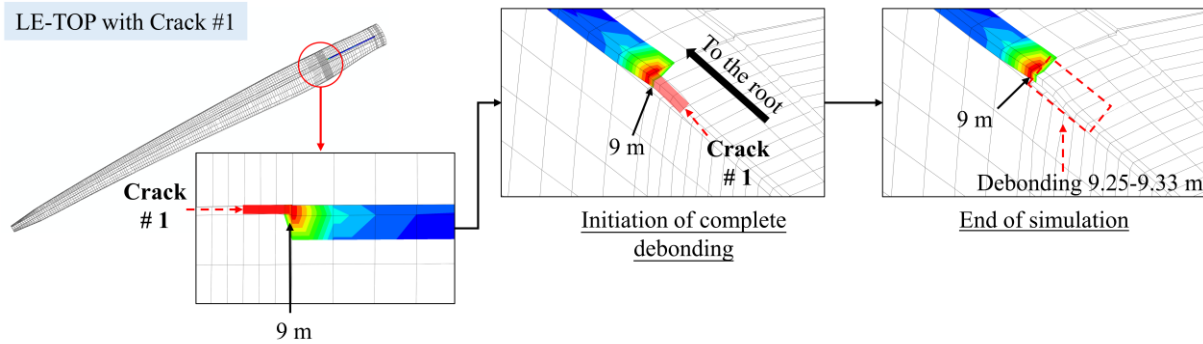 LE-TOP with Crack #1
Crack
# 1
9 m
To the root
9 m
Crack
# 1
Initiation of complete
debonding
9 m
Debonding 9.25-9.33 m
End of simulation